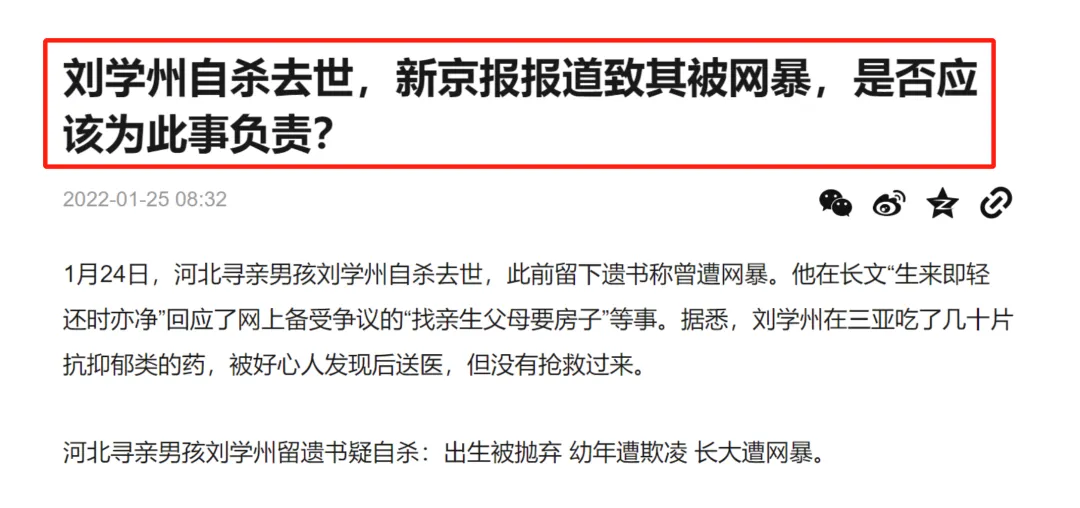 刘学州自杀去世，新京报报道致其被网暴，是否应
该为此事负责？
2022-01-25 08:32
1月24日，河北寻亲男孩刘学州自杀去世，此前留下遗书称曾遭网暴。他在长文“生来即轻
还时亦净”回应了网上备受争议的“找亲生父母要房子”等事。据悉，刘学州在三亚吃了几十片
抗抑郁类的药，被好心人发现后送医，但没有抢救过来。
河北寻亲男孩刘学州留遗书疑自杀：出生被抛弃 幼年遭欺凌 长大遭网暴。